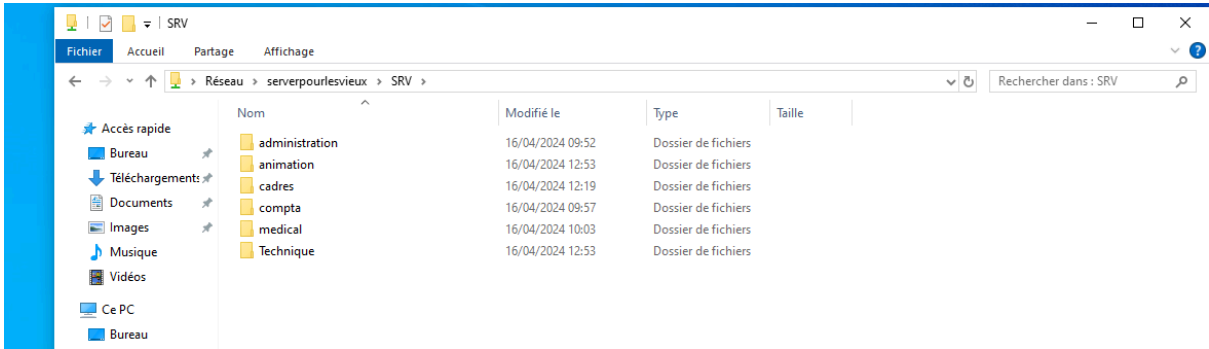 SRV
Fichier Accueil Partage Affichage
Réseau > serverpourlesvieux > SRV > Rechercher dans : SRV
Nom Modifié le Type Taille
Accès rapide
Bureau
Téléchargements
Documents
Images
Musique
Vidéos
Ce PC
Bureau
administration 16/04/2024 09:52 Dossier de fichiers
animation 16/04/2024 12:53 Dossier de fichiers
cadres 16/04/2024 12:19 Dossier de fichiers
compta 16/04/2024 09:57 Dossier de fichiers
medical 16/04/2024 10:03 Dossier de fichiers
Technique 16/04/2024 12:53 Dossier de fichiers